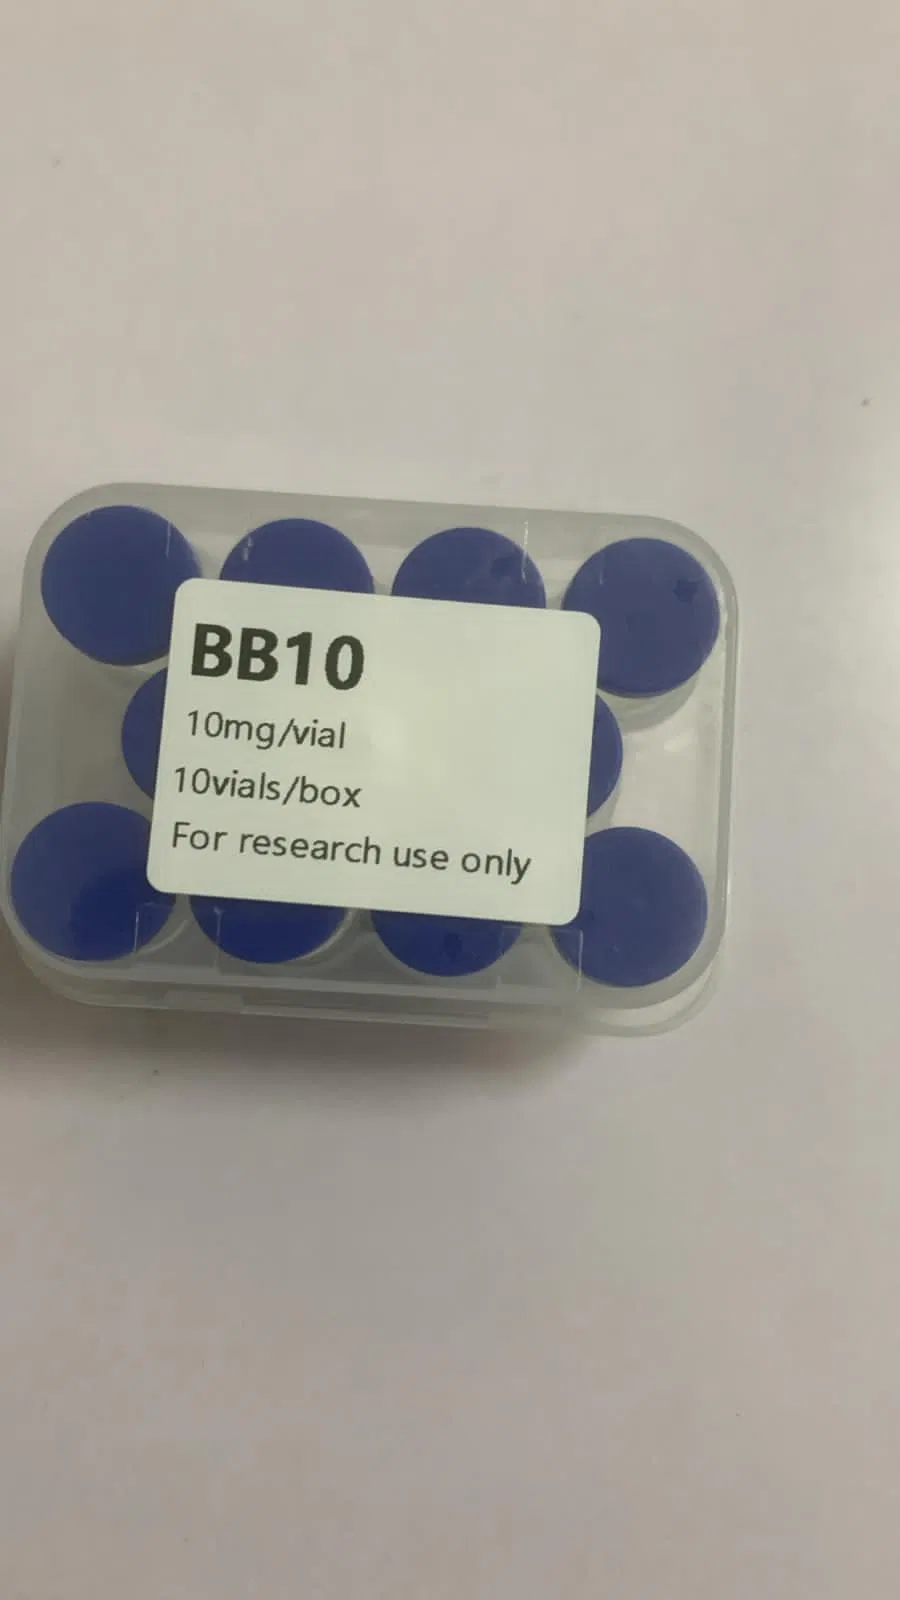 BB10
10mg/vial
10vials/box
For research use only